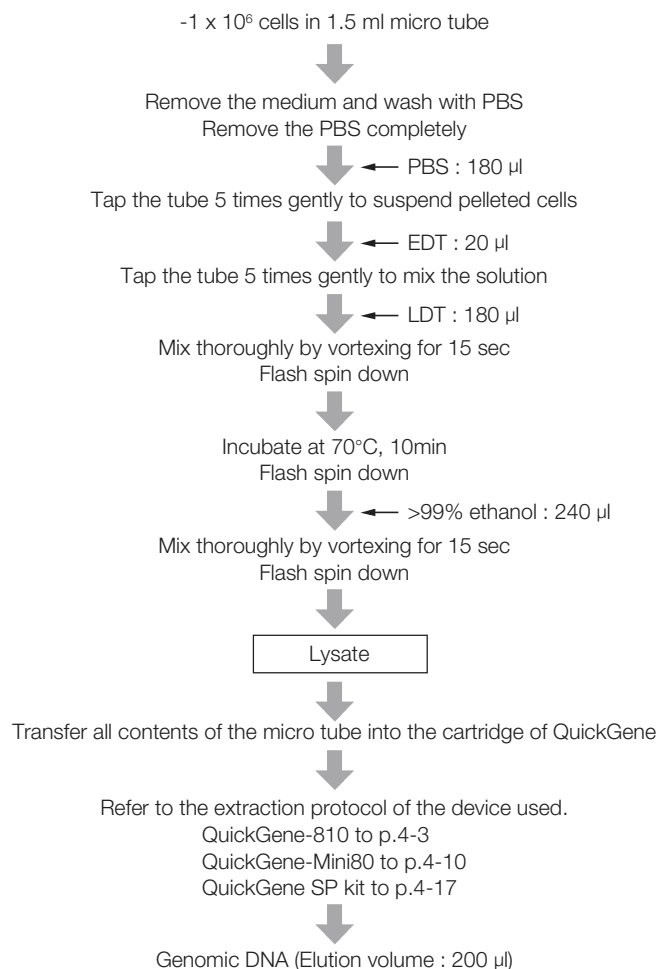 -1 x 10⁶ cells in 1.5 ml micro tube
Remove the medium and wash with PBS
Remove the PBS completely
PBS : 180 µl
Tap the tube 5 times gently to suspend pelleted cells
EDT : 20 µl
Tap the tube 5 times gently to mix the solution
LDT : 180 µl
Mix thoroughly by vortexing for 15 sec
Flash spin down
Incubate at 70°C, 10min
Flash spin down
>99% ethanol : 240 µl
Mix thoroughly by vortexing for 15 sec
Flash spin down
Lysate
Transfer all contents of the micro tube into the cartridge of QuickGene
Refer to the extraction protocol of the device used.
QuickGene-810 to p.4-3
QuickGene-Mini80 to p.4-10
QuickGene SP kit to p.4-17
Genomic DNA (Elution volume : 200 µl)